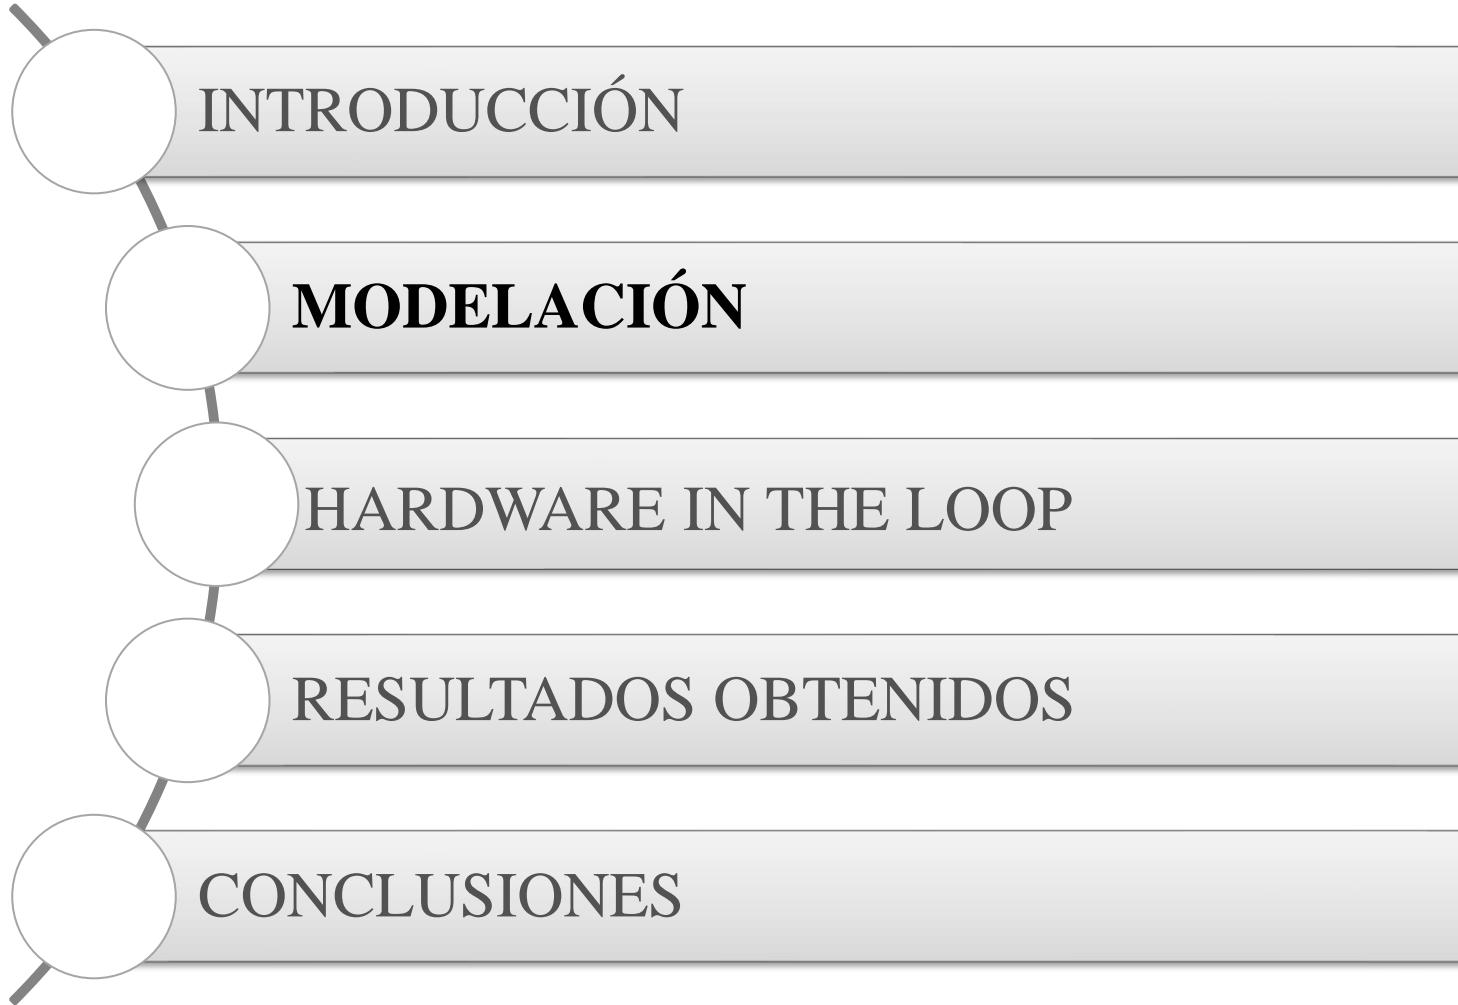 INTRODUCCIÓN
MODELACIÓN
HARDWARE IN THE LOOP
RESULTADOS OBTENIDOS
CONCLUSIONES